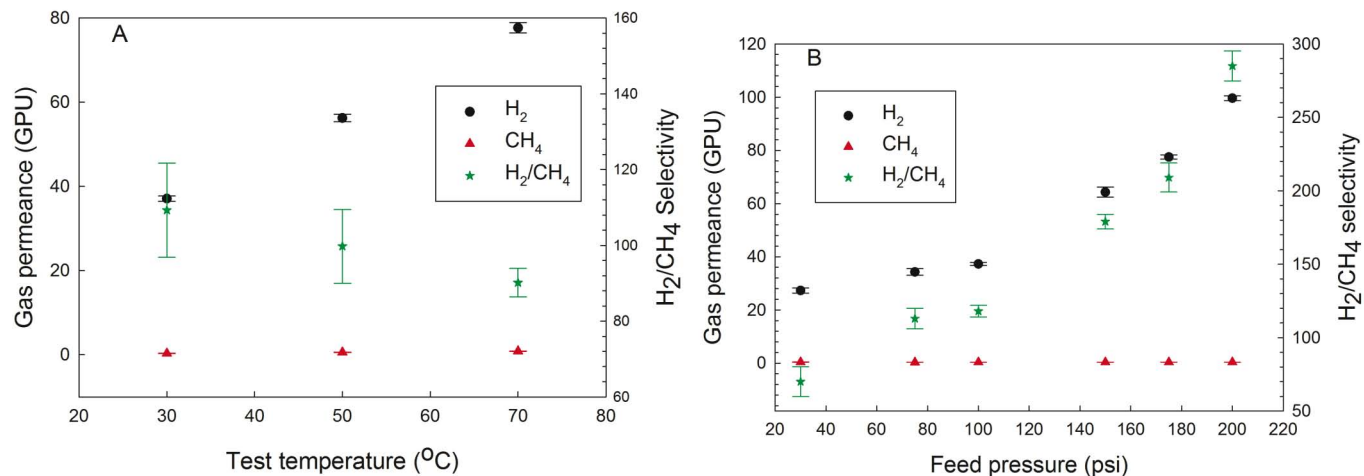 A
Gas permeance (GPU)
80
60
40
20
0
H₂
CH₄
H₂/CH₄
160
140
120
100
80
60
H₂/CH₄ Selectivity
20 30 40 50 60 70 80
Test temperature (⁰C)
B
Gas permeance (GPU)
120
100
80
60
40
20
0
H₂
CH₄
H₂/CH₄
300
250
200
150
100
50
H₂/CH₄ selectivity
20 40 60 80 100 120 140 160 180 200 220
Feed pressure (psi)